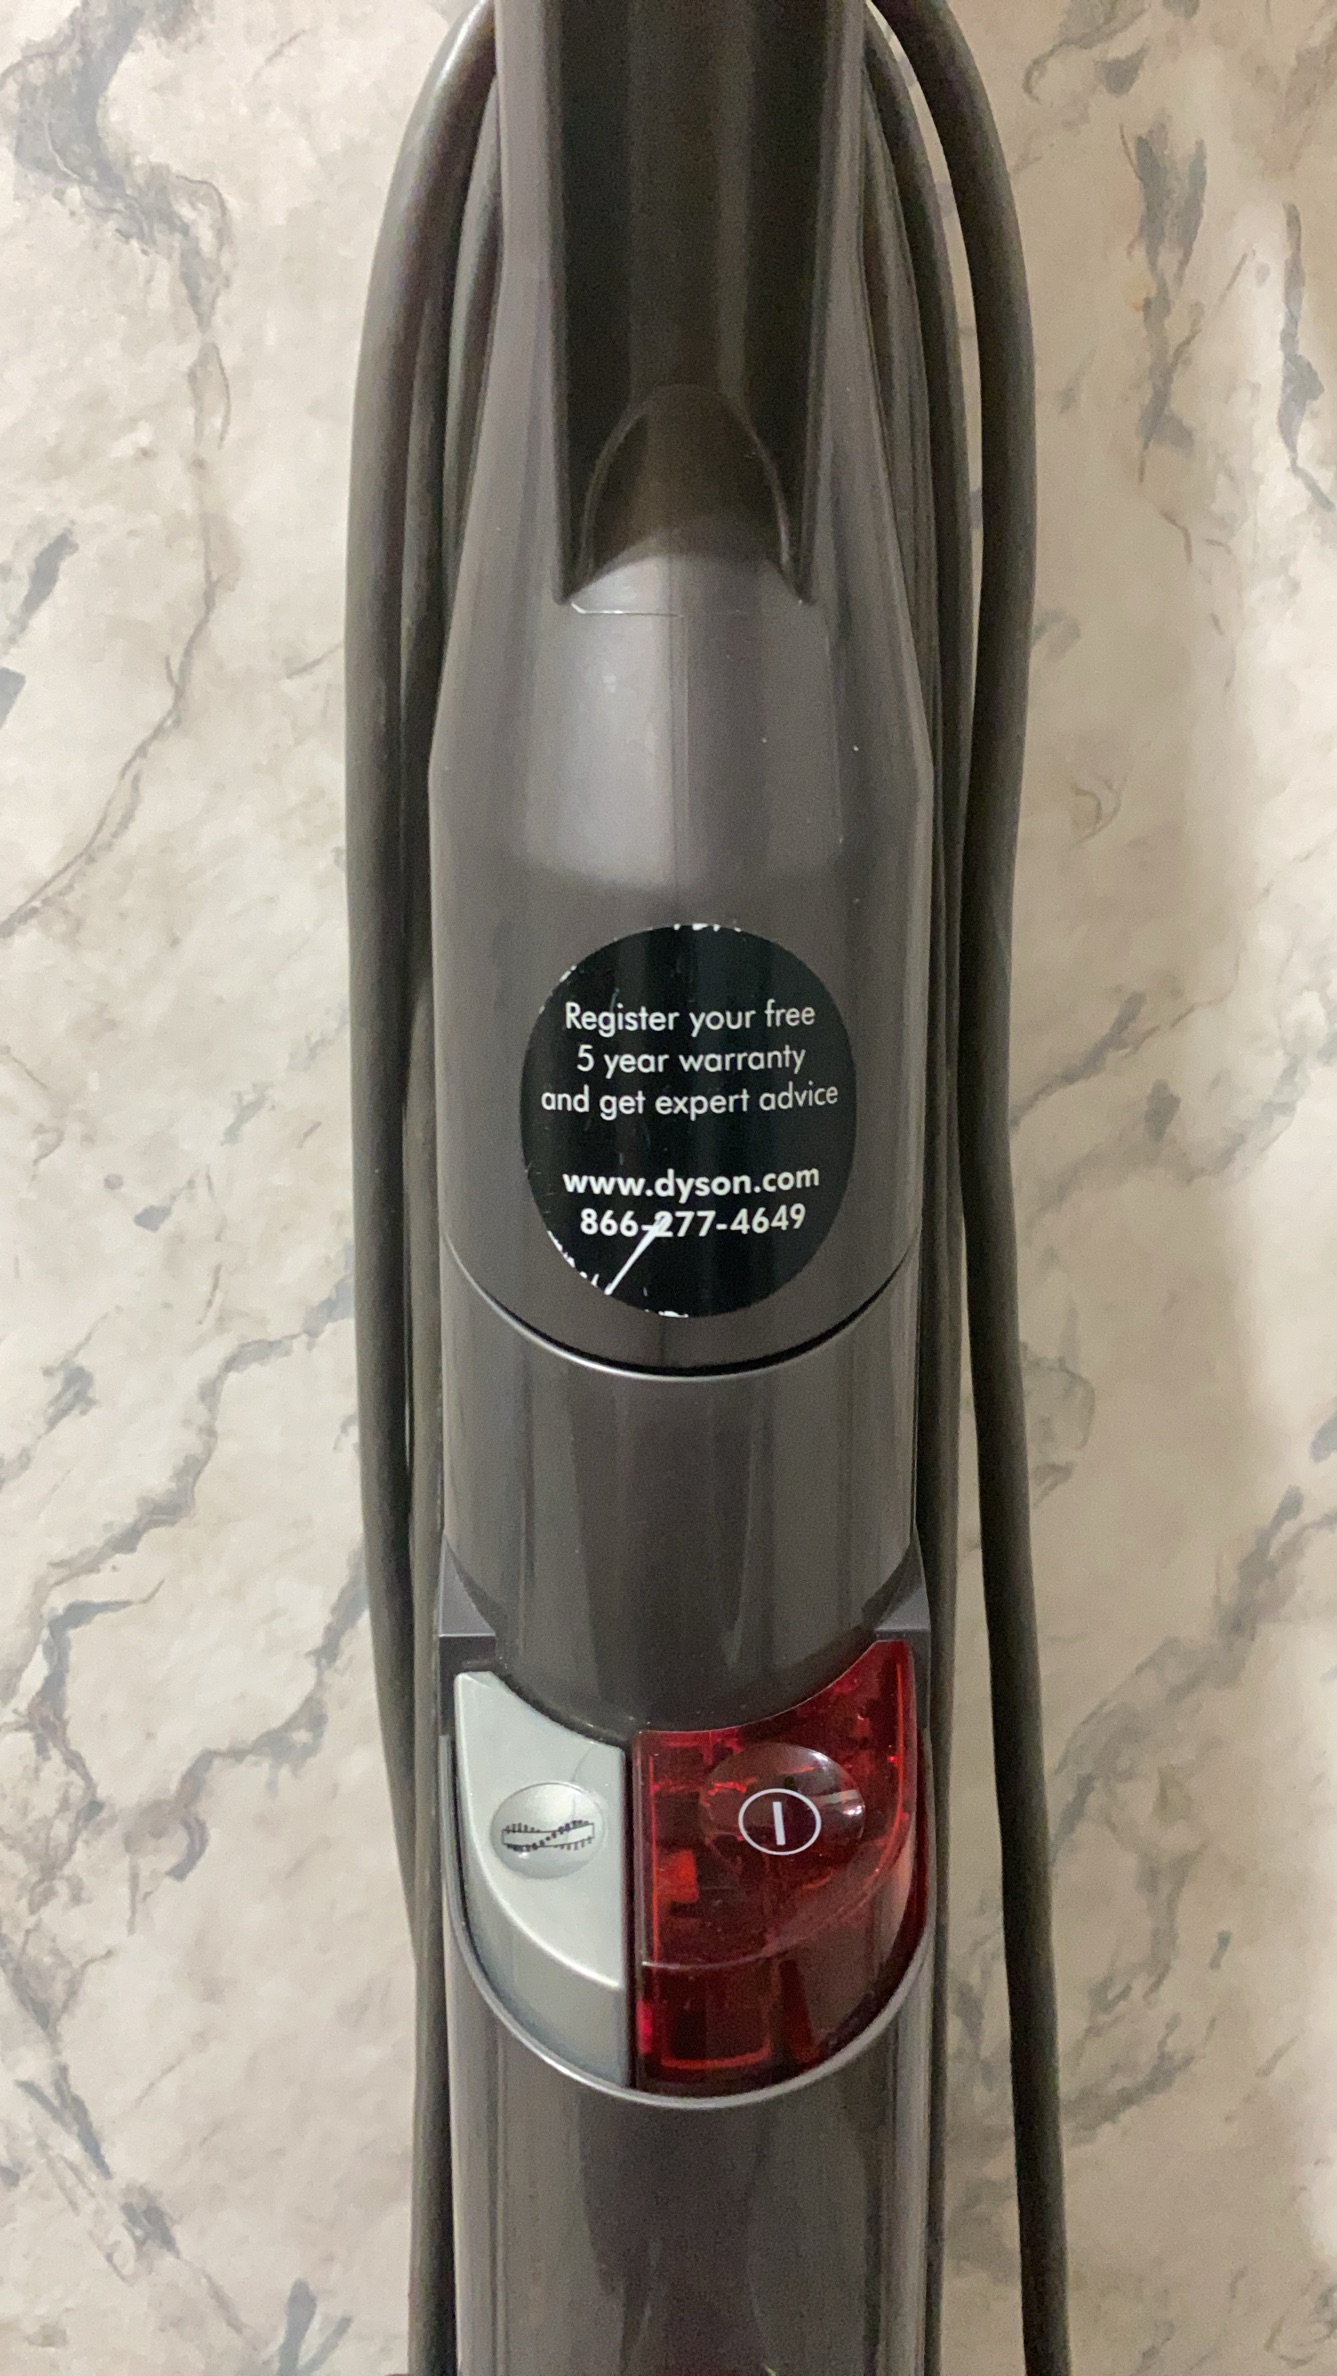 Register your free
5 year warranty
and get expert advice
www.dyson.com
866-277-4649